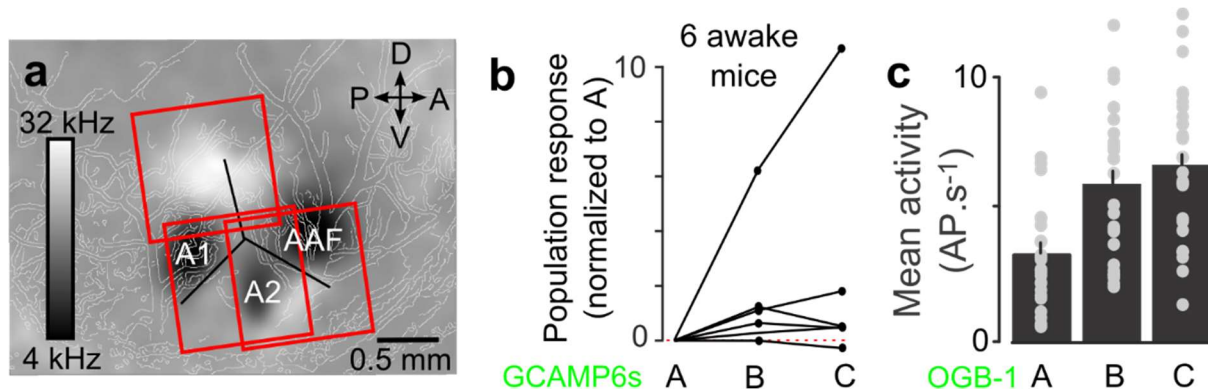 a
D
P A
V
32 kHz
4 kHz
A1
AAF
A2
0.5 mm
b
6 awake
mice
Population response
(normalized to A)
10
0
GCAMP6s A B C
c
Mean activity
(AP.s-1)
10
0
OGB-1 A B C